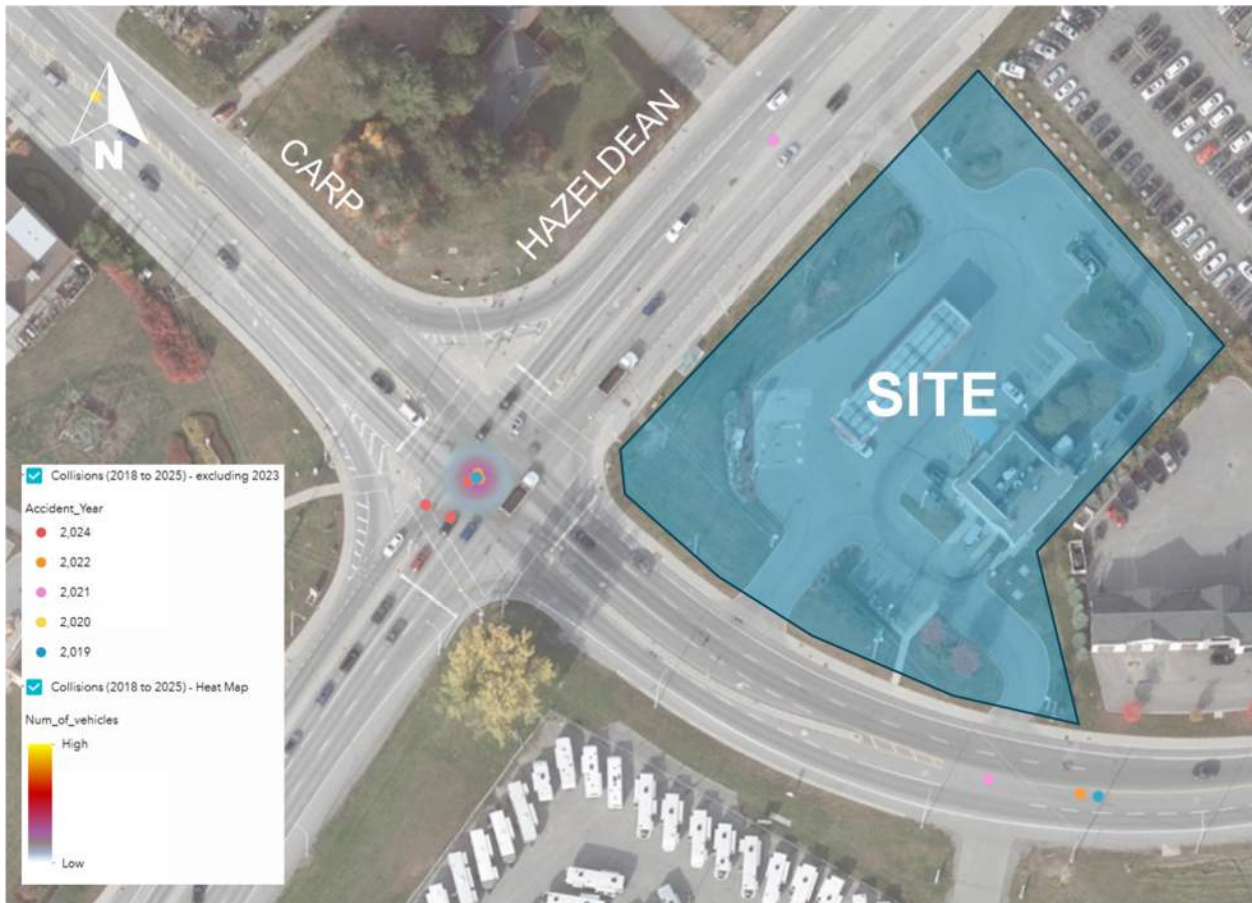 N
CARP
HAZELDEAN
SITE
Collisions (2018 to 2025) - excluding 2023
Accident_Year
2,024
2,022
2,021
2,020
2,019
Collisions (2018 to 2025) - Heat Map
Num_of_vehicles
High
Low